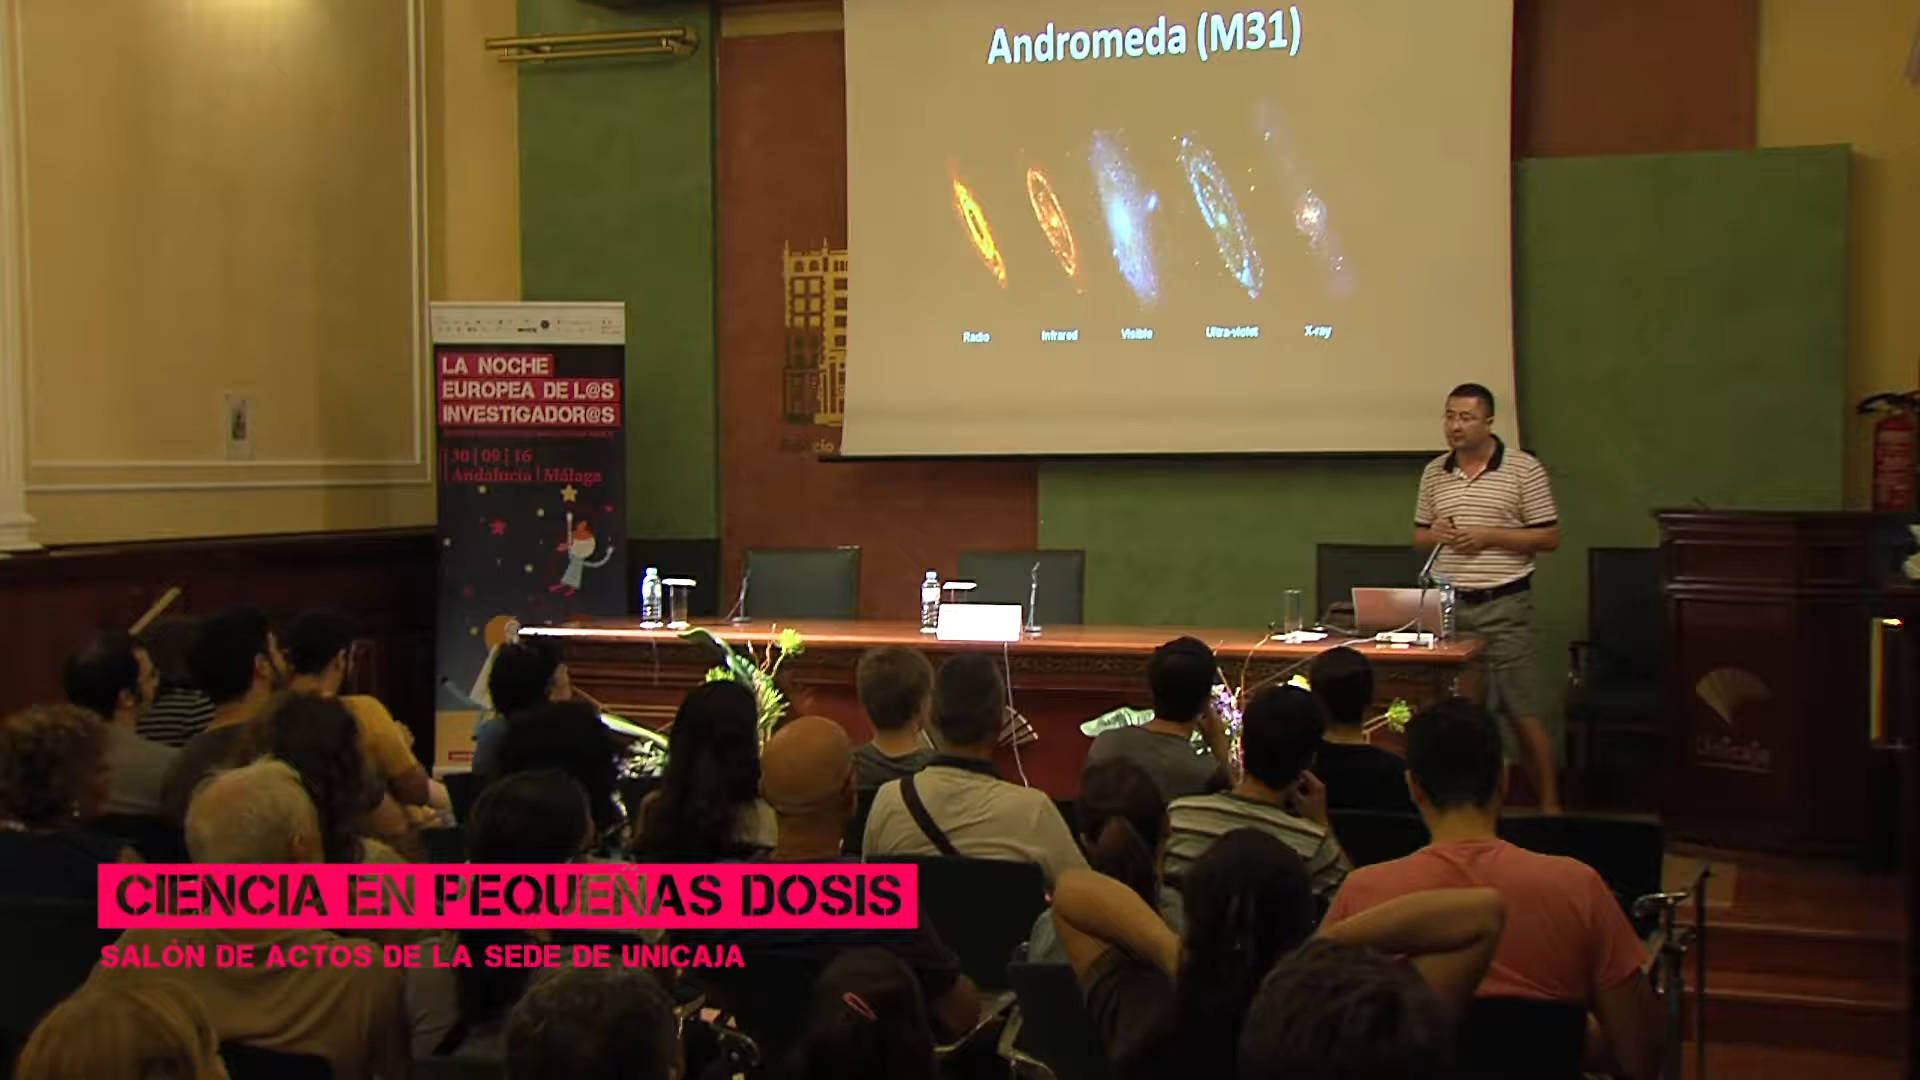 Andromeda (M31)
Radio Infrared Visible Ultra-violet X-ray
LA NOCHE
EUROPEA DE L@S
INVESTIGADOR@S
30 | 09 | 16
Andalucía | Málaga
Unicaja
CIENCIA EN PEQUEÑAS DOSIS
SALÓN DE ACTOS DE LA SEDE DE UNICAJA